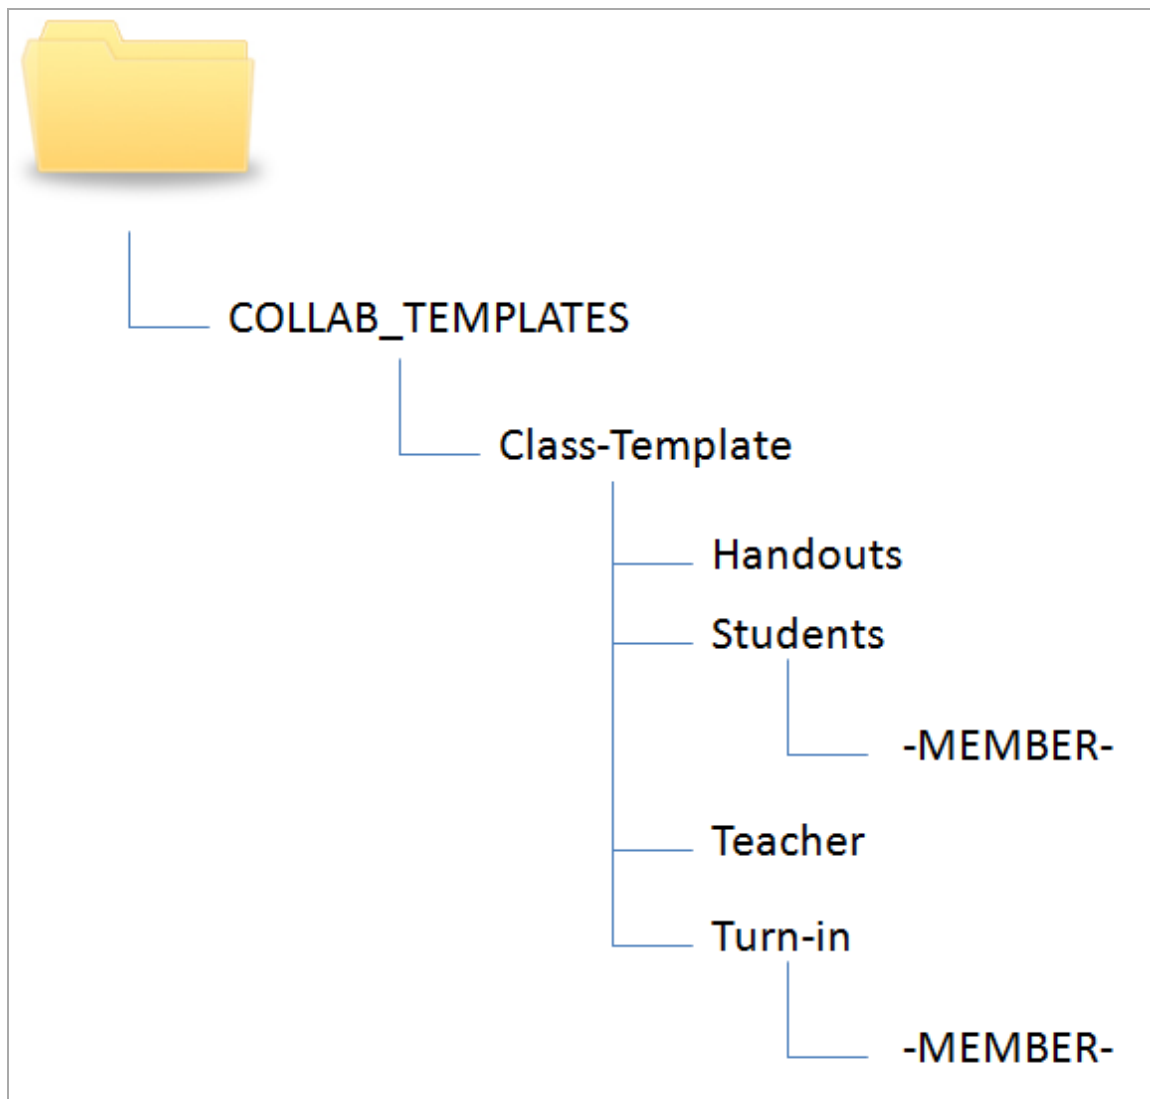 COLLAB_TEMPLATES
Class-Template
Handouts
Students
-MEMBER-
Teacher
Turn-in
-MEMBER-